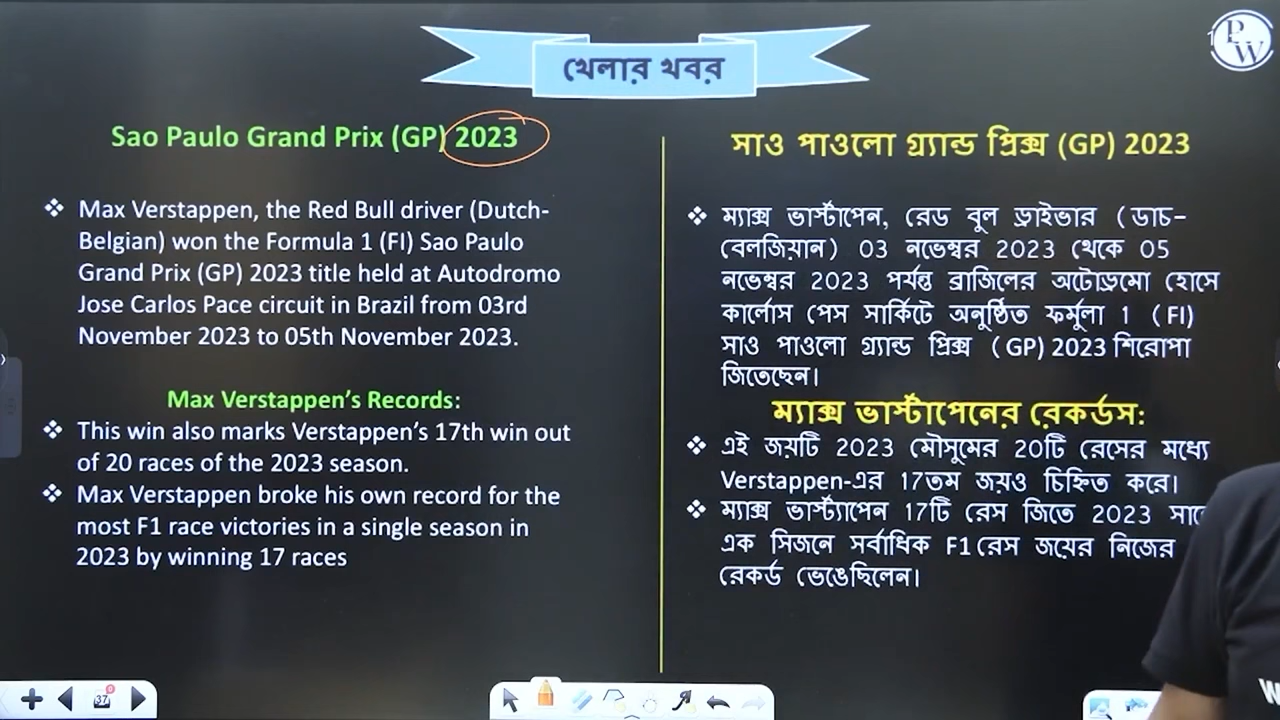 খেলার খবর
PW
Sao Paulo Grand Prix (GP) 2023
❖ Max Verstappen, the Red Bull driver (Dutch-
Belgian) won the Formula 1 (FI) Sao Paulo
Grand Prix (GP) 2023 title held at Autodromo
Jose Carlos Pace circuit in Brazil from 03rd
November 2023 to 05th November 2023.
Max Verstappen’s Records:
❖ This win also marks Verstappen’s 17th win out
of 20 races of the 2023 season.
❖ Max Verstappen broke his own record for the
most F1 race victories in a single season in
2023 by winning 17 races
সাও পাওলো গ্র্যান্ড প্রিক্স (GP) 2023
❖ ম্যাক্স ভার্স্টাপেন, রেড বুল ড্রাইভার (ডাচ-
বেলজিয়ান) 03 নভেম্বর 2023 থেকে 05
নভেম্বর 2023 পর্যন্ত ব্রাজিলের অটোড্রমো হোসে
কার্লোস পেস সার্কিটে অনুষ্ঠিত ফর্মুলা 1 (FI)
সাও পাওলো গ্র্যান্ড প্রিক্স (GP) 2023 শিরোপা
জিতেছেন।
ম্যাক্স ভার্স্টাপেনের রেকর্ডস:
❖ এই জয়টি 2023 মৌসুমের 20টি রেসের মধ্যে
Verstappen-এর 17তম জয়ও চিহ্নিত করে।
❖ ম্যাক্স ভার্স্ট্যাপেন 17টি রেস জিতে 2023
এক সিজনে সর্বাধিক F1 রেস জয়ের নিজের
রেকর্ড ভেঙেছিলেন।
37